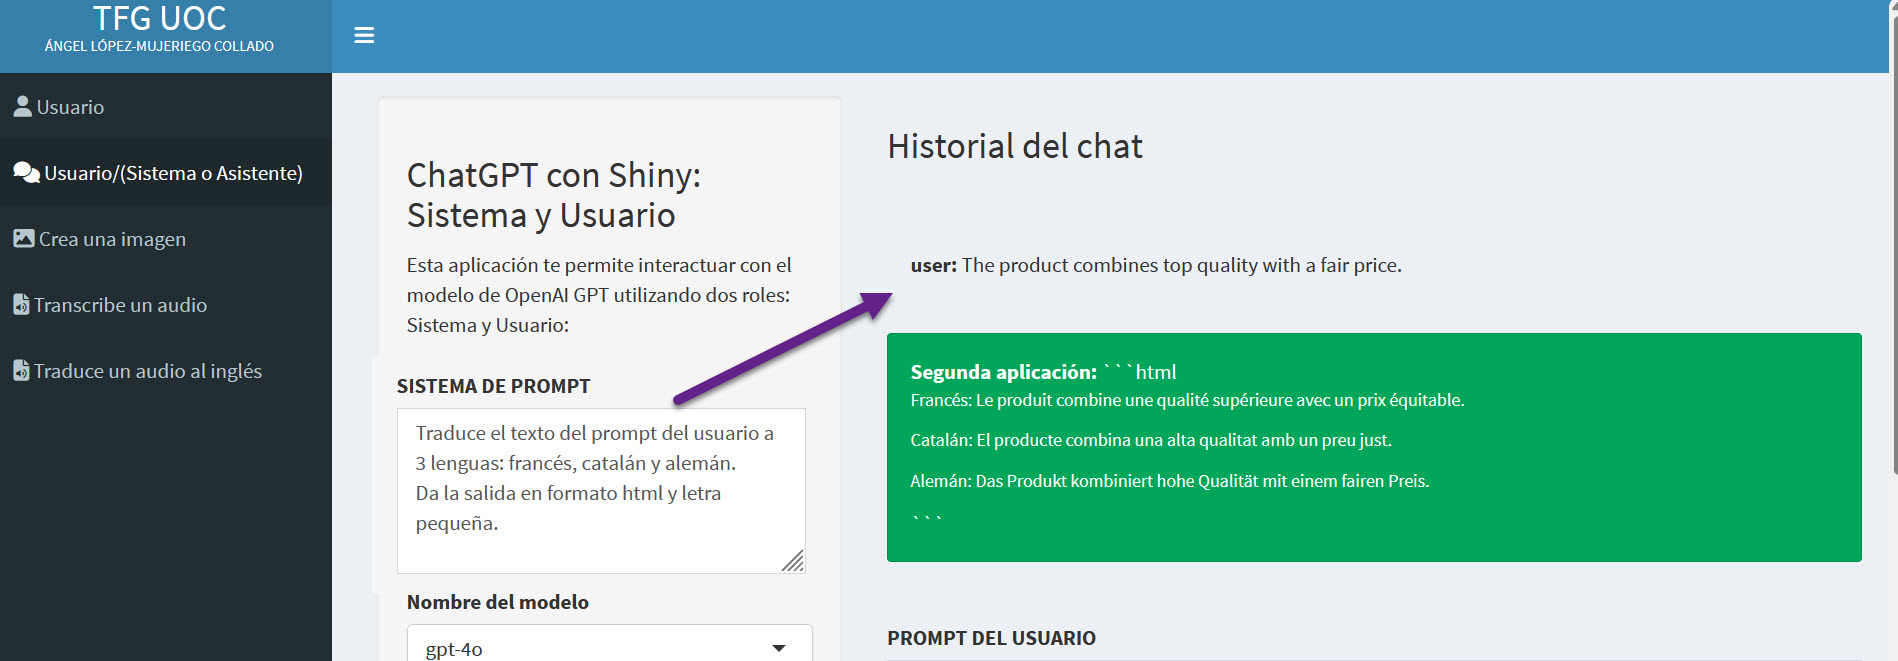 TFG UOC
ÁNGEL LÓPEZ-MUJERIEGO COLLADO
Usuario
Usuario/(Sistema o Asistente)
Crea una imagen
Transcribe un audio
Traduce un audio al inglés
ChatGPT con Shiny:
Sistema y Usuario
Esta aplicación te permite interactuar con el
modelo de OpenAI GPT utilizando dos roles:
Sistema y Usuario:
SISTEMA DE PROMPT
Traduce el texto del prompt del usuario a
3 lenguas: francés, catalán y alemán.
Da la salida en formato html y letra
pequeña.
Nombre del modelo
gpt-4o
Historial del chat
user: The product combines top quality with a fair price.
Segunda aplicación: ```html
Francés: Le produit combine une qualité supérieure avec un prix équitable.
Catalán: El producte combina una alta qualitat amb un preu just.
Alemán: Das Produkt kombiniert hohe Qualität mit einem fairen Preis.
```
PROMPT DEL USUARIO